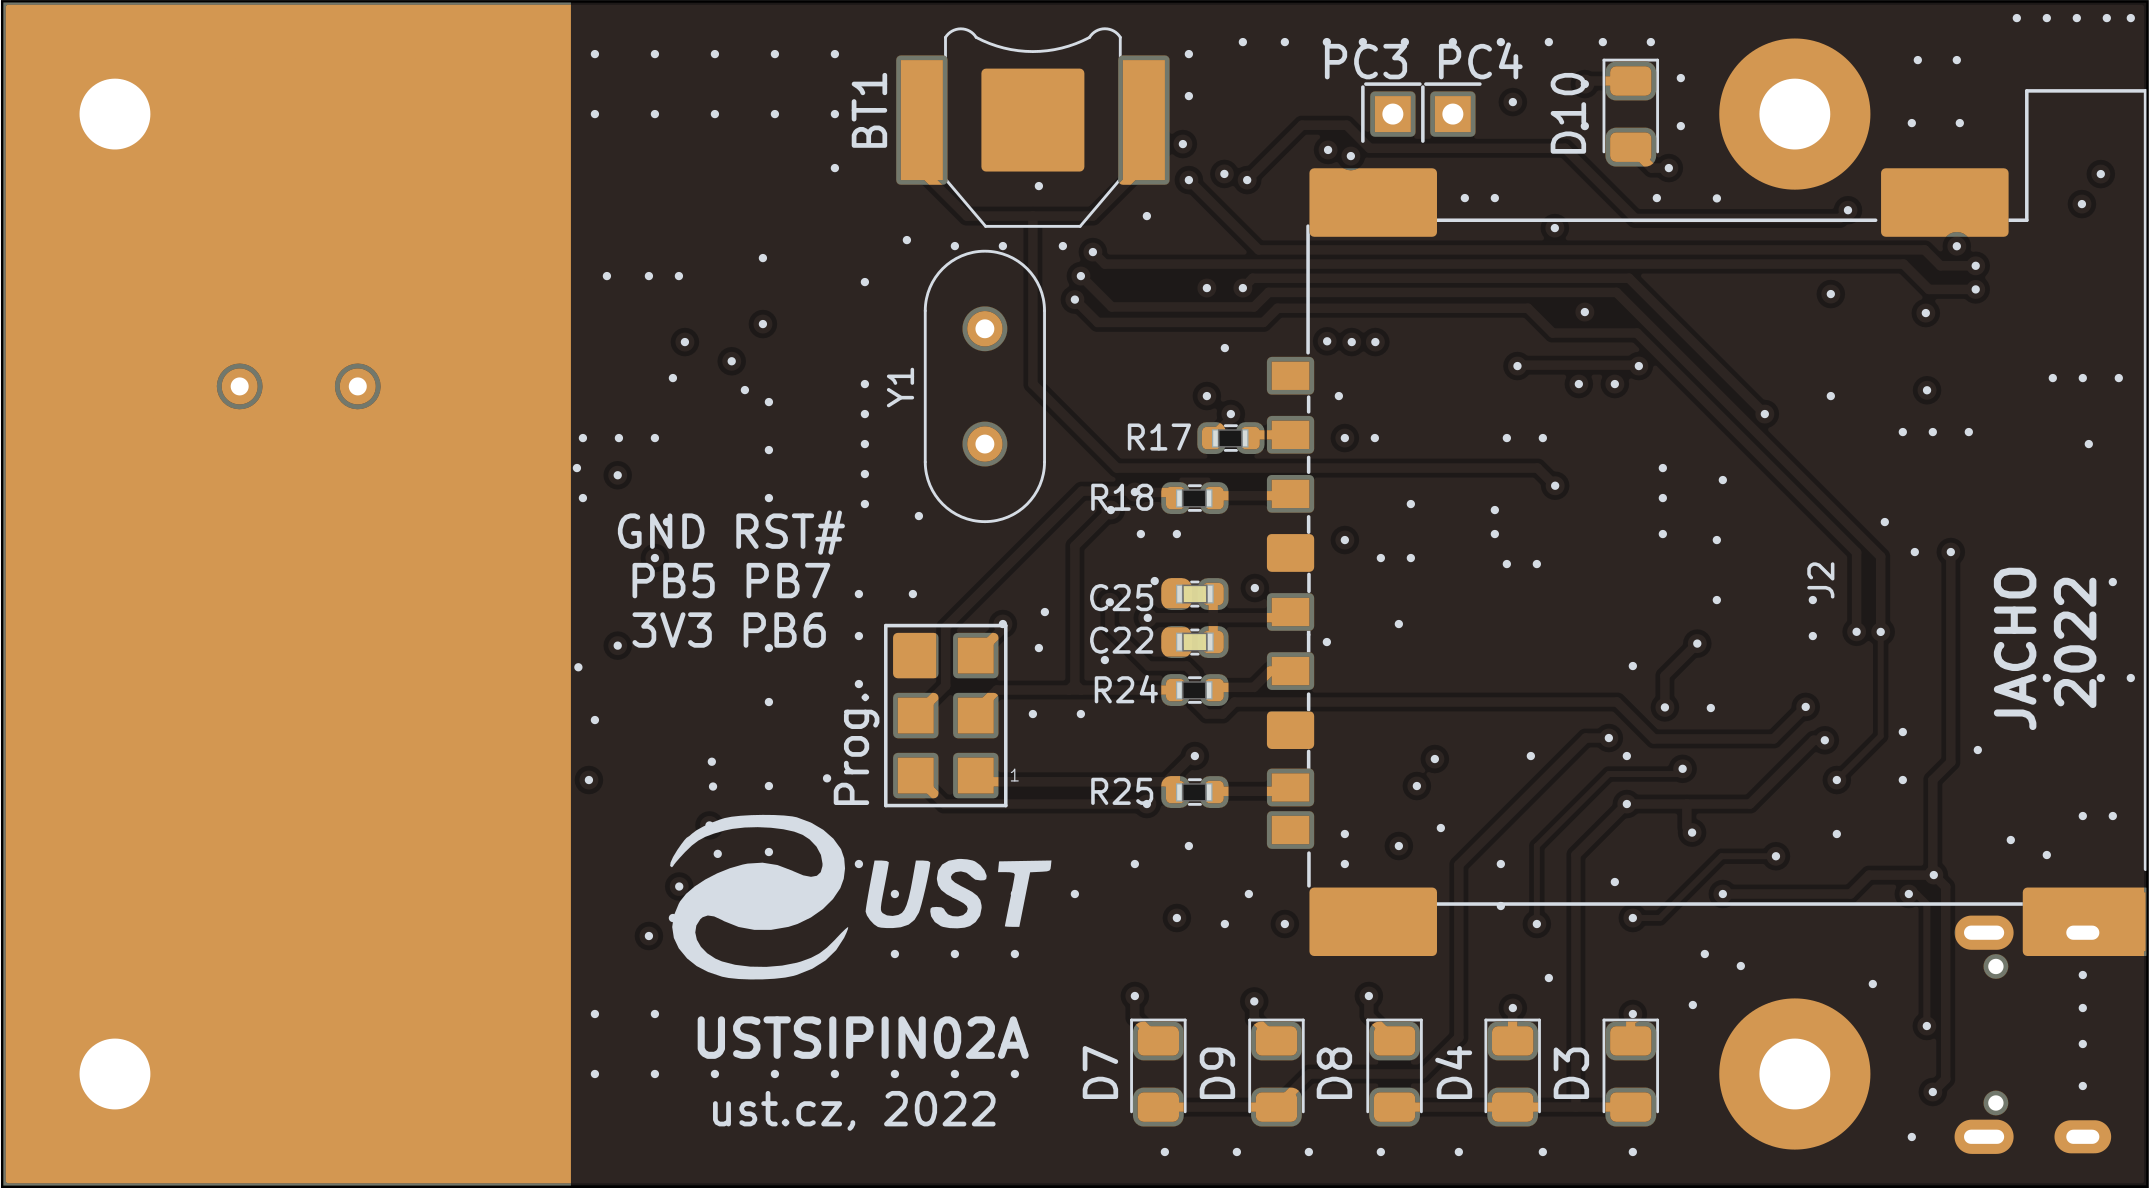 PC3 PC4
BT1
D10
Y1
R17
R18
GND RST#
PB5 PB7
3V3 PB6
C25
C22
R24
R25
J2
JACHO
2022
Prog.
1
UST
USTSIPIN02A
ust.cz, 2022
D7
D9
D8
D4
D3